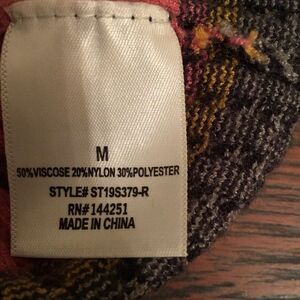 M
50%VISCOSE 20%NYLON 30%POLYESTER
STYLE# ST19S379-R
RN#144251
MADE IN CHINA